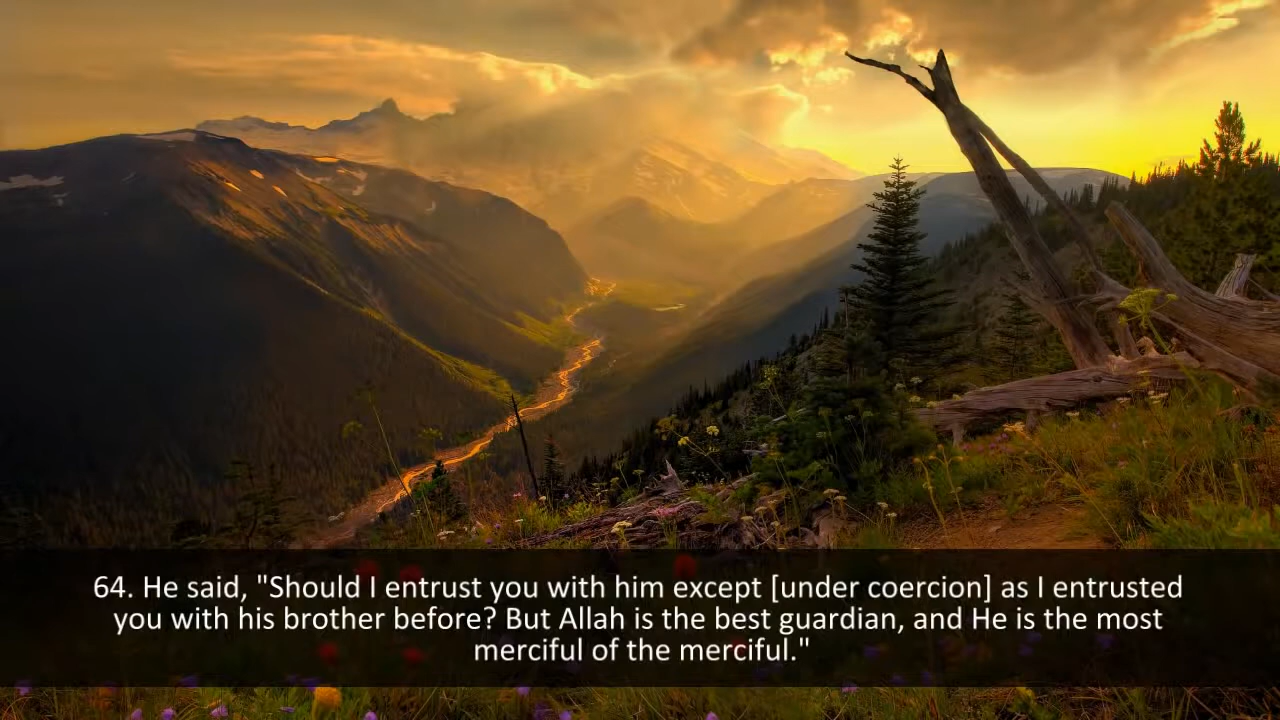 64. He said, "Should I entrust you with him except [under coercion] as I entrusted
you with his brother before? But Allah is the best guardian, and He is the most
merciful of the merciful."